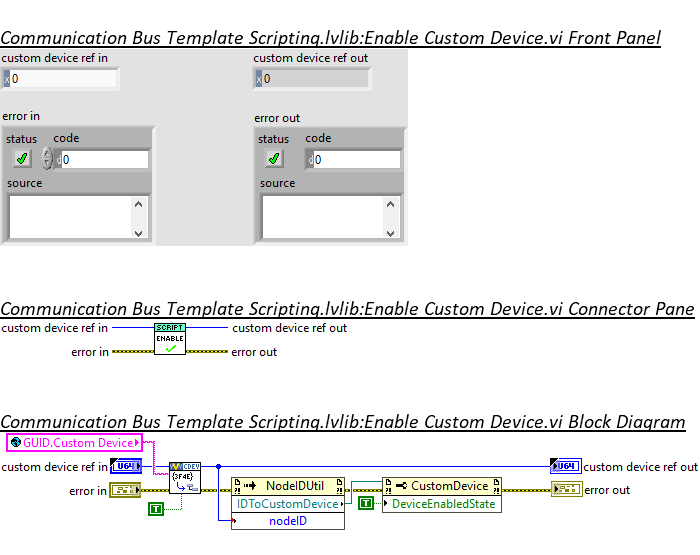 Communication Bus Template Scripting.lvlib:Enable Custom Device.vi Front Panel
custom device ref in
custom device ref out
x 0
x 0
error in
error out
status code
status code
d 0
d 0
source
source
Communication Bus Template Scripting.lvlib:Enable Custom Device.vi Connector Pane
custom device ref in
SCRIPT
custom device ref out
ENABLE
error in
error out
Communication Bus Template Scripting.lvlib:Enable Custom Device.vi Block Diagram
GUID.Custom Device
custom device ref in
U64
CDEV
U64
custom device ref out
{3F4E}
error in
NodeIDUtil
CustomDevice
error out
T
IDToCustomDevice
T
DeviceEnabledState
nodeID